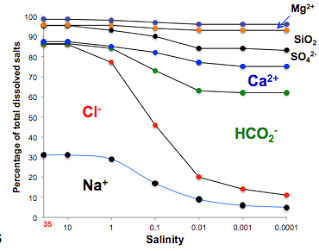 Mg2+
SiO2
SO42-
Ca2+
Cl-
HCO2-
Na+
Percentage of total dissolved salts
100
90
80
70
60
50
40
30
20
10
0
35 10 1 0.1 0.01 0.001 0.0001
Salinity
s